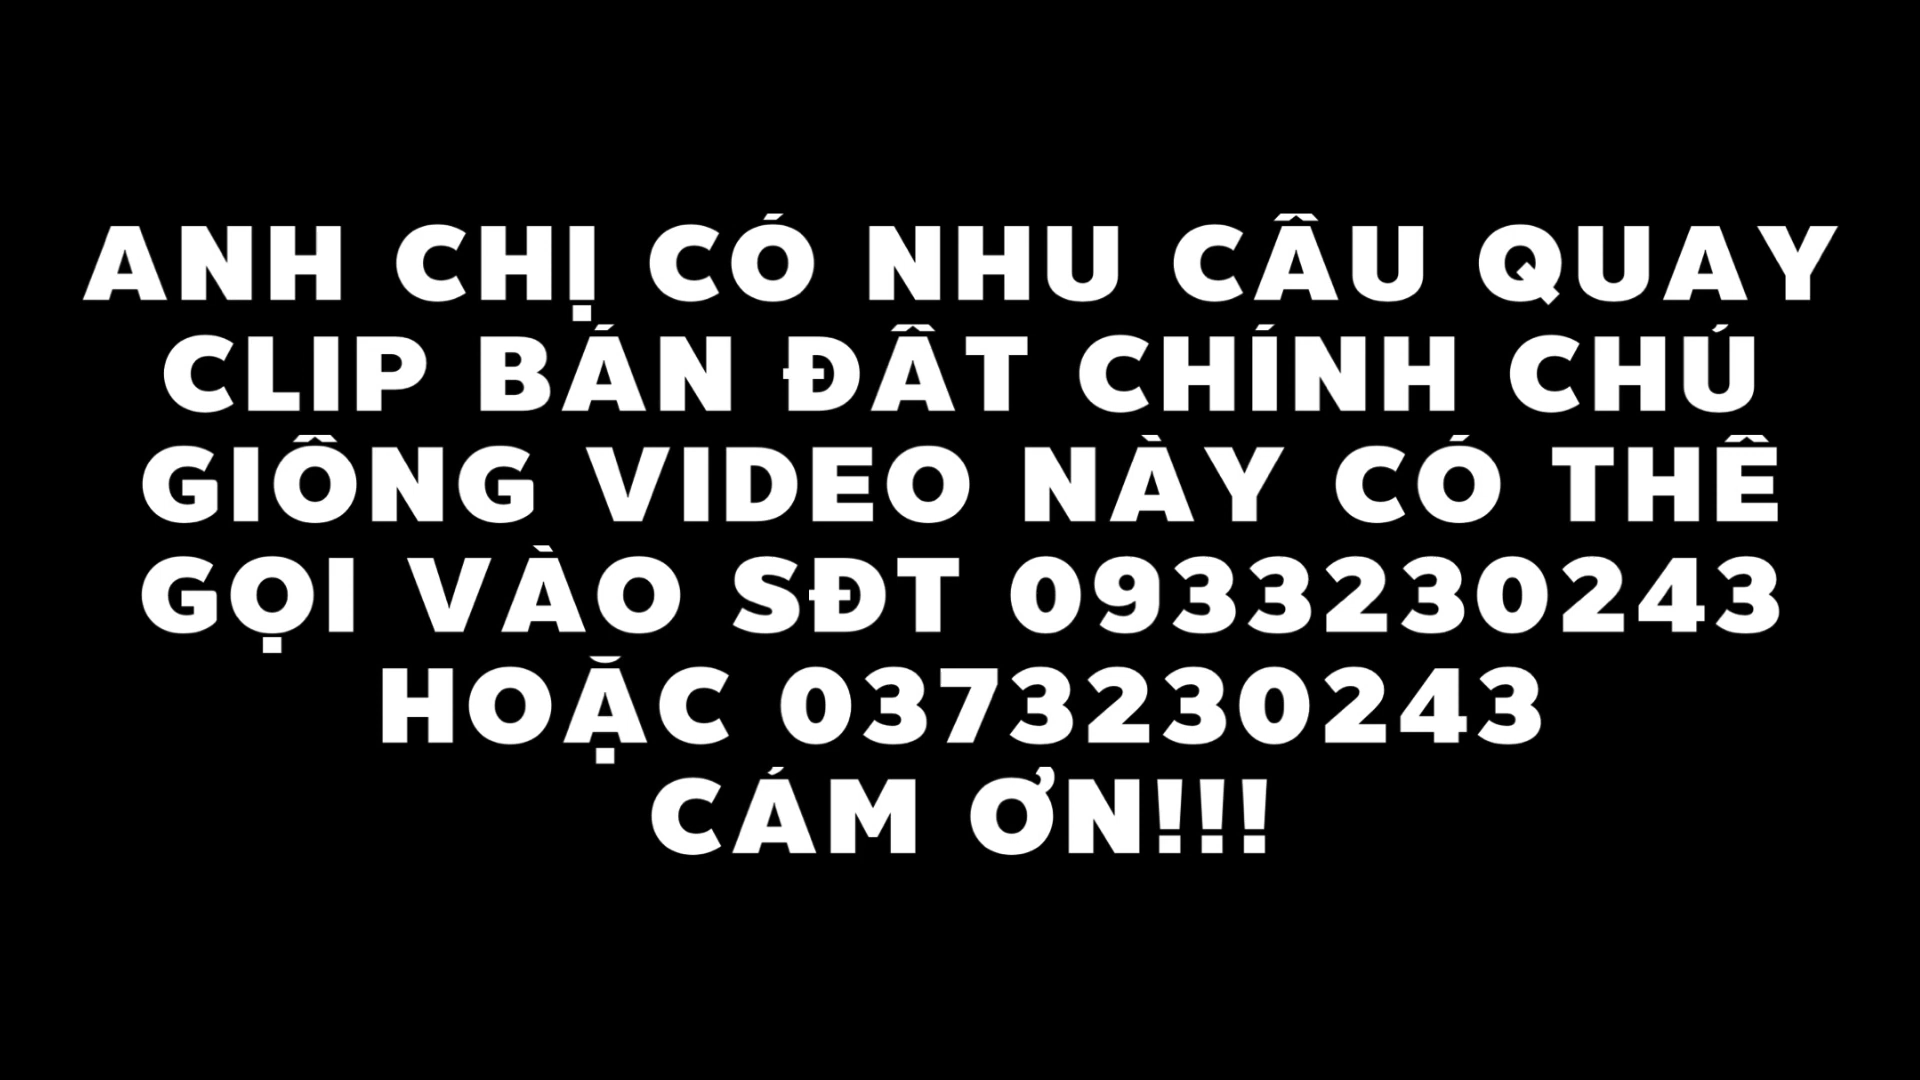 ANH CHỊ CÓ NHU CẦU QUAY
CLIP BÁN ĐẤT CHÍNH CHỦ
GIỐNG VIDEO NÀY CÓ THỂ
GỌI VÀO SĐT 0933230243
HOẶC 0373230243
CÁM ƠN!!!